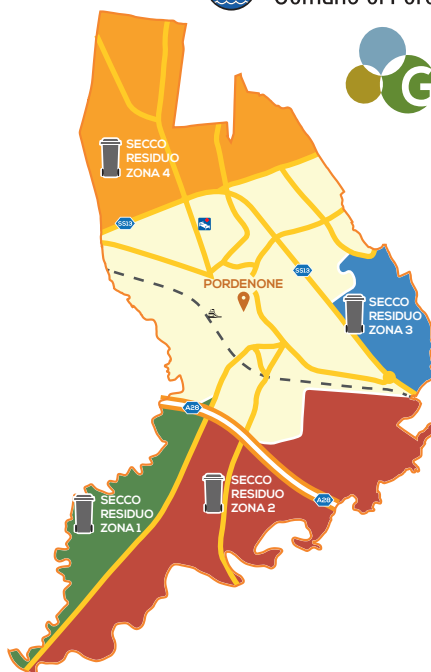 SECCO
RESIDUO
ZONA 4
SS13
SS13
PORDENONE
SECCO
RESIDUO
ZONA 3
A28
SECCO
RESIDUO
ZONA 2
SECCO
RESIDUO
ZONA 1
A28
G